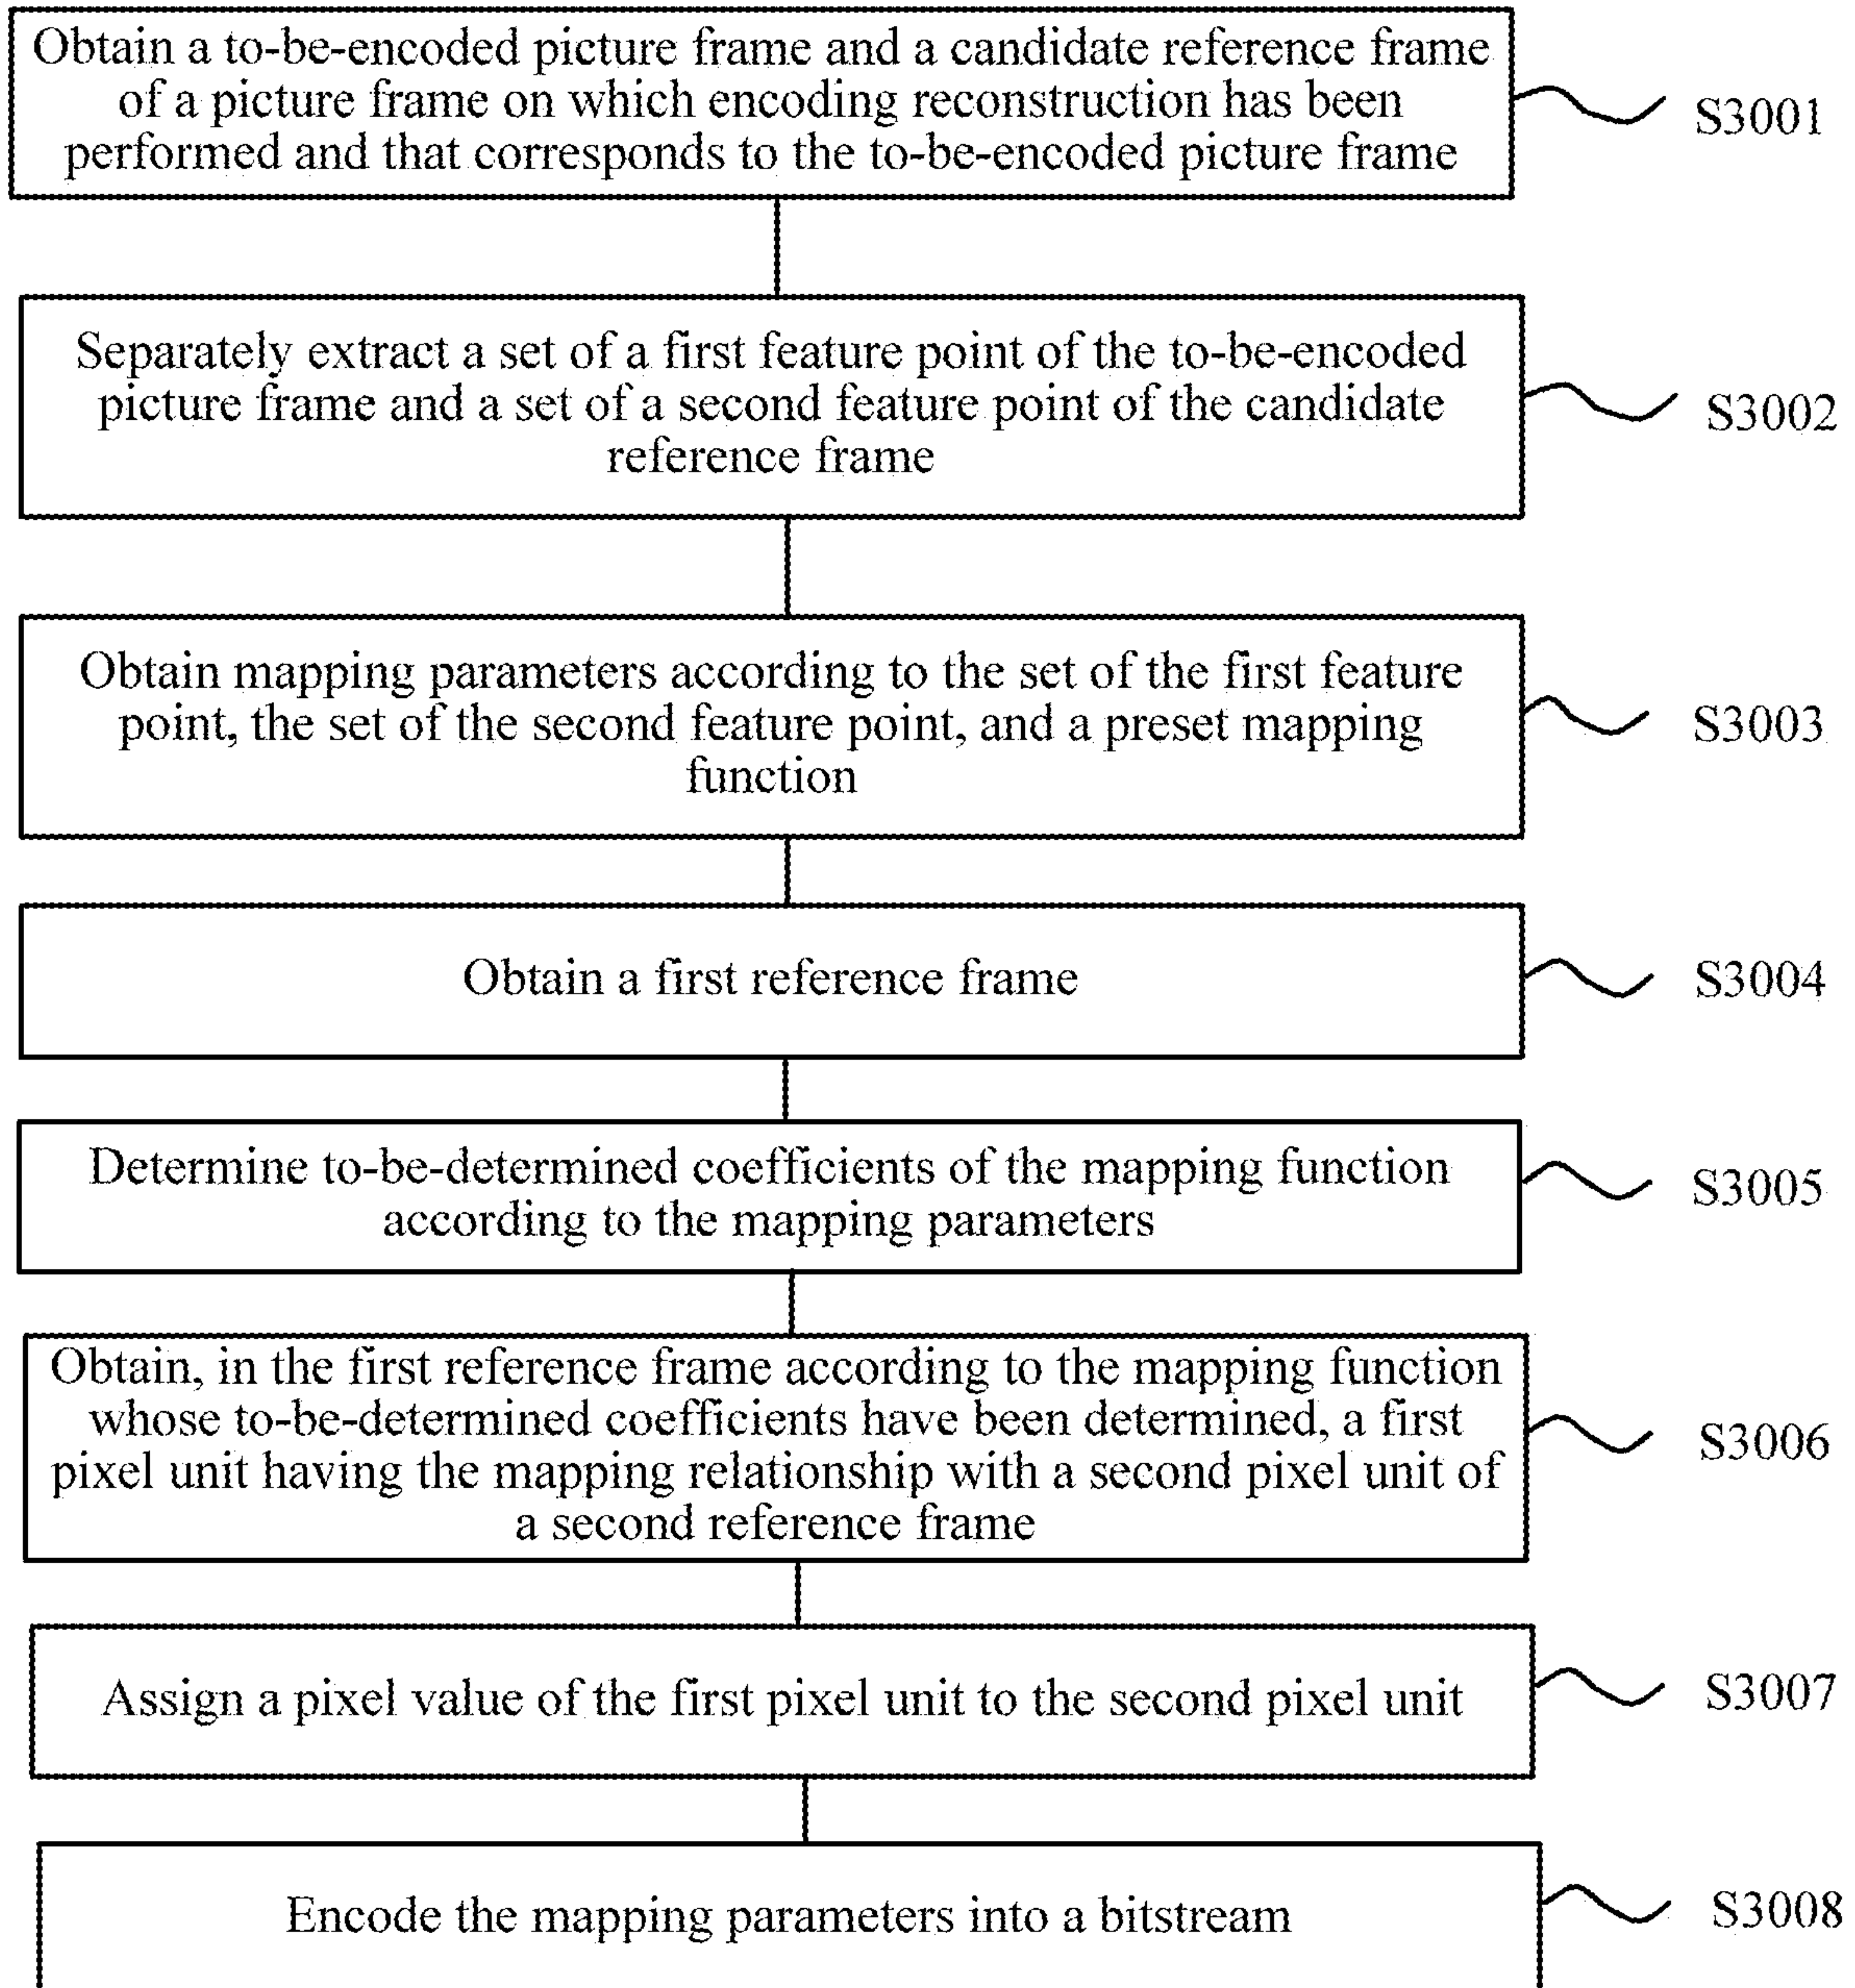 Obtain a to-be-encoded picture frame and a candidate reference frame
of a picture frame on which encoding reconstruction has been
performed and that corresponds to the to-be-encoded picture frame
S3001
Separately extract a set of a first feature point of the to-be-encoded
picture frame and a set of a second feature point of the candidate
reference frame
S3002
Obtain mapping parameters according to the set of the first feature
point, the set of the second feature point, and a preset mapping
function
S3003
Obtain a first reference frame
S3004
Determine to-be-determined coefficients of the mapping function
according to the mapping parameters
S3005
Obtain, in the first reference frame according to the mapping function
whose to-be-determined coefficients have been determined, a first
pixel unit having the mapping relationship with a second pixel unit of
a second reference frame
S3006
Assign a pixel value of the first pixel unit to the second pixel unit
S3007
Encode the mapping parameters into a bitstream
S3008